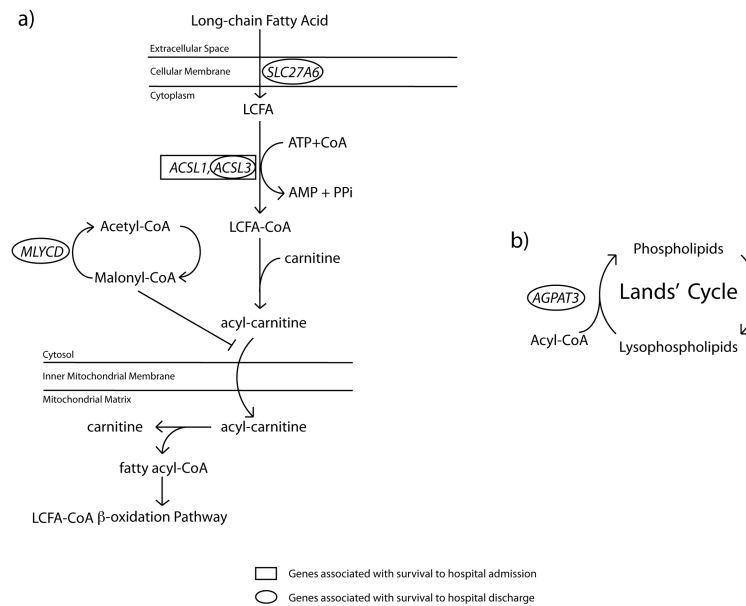 a)
Long-chain Fatty Acid
Extracellular Space
Cellular Membrane
SLC27A6
Cytoplasm
LCFA
ATP+CoA
ACSL1, ACSL3
AMP + PPi
Acetyl-CoA
LCFA-CoA
MLYCD
carnitine
Malonyl-CoA
acyl-carnitine
Cytosol
Inner Mitochondrial Membrane
Mitochondrial Matrix
carnitine
acyl-carnitine
fatty acyl-CoA
LCFA-CoA β-oxidation Pathway
b)
Phospholipids
AGPAT3
Lands' Cycle
Acyl-CoA
Lysophospholipids
Genes associated with survival to hospital admission
Genes associated with survival to hospital discharge